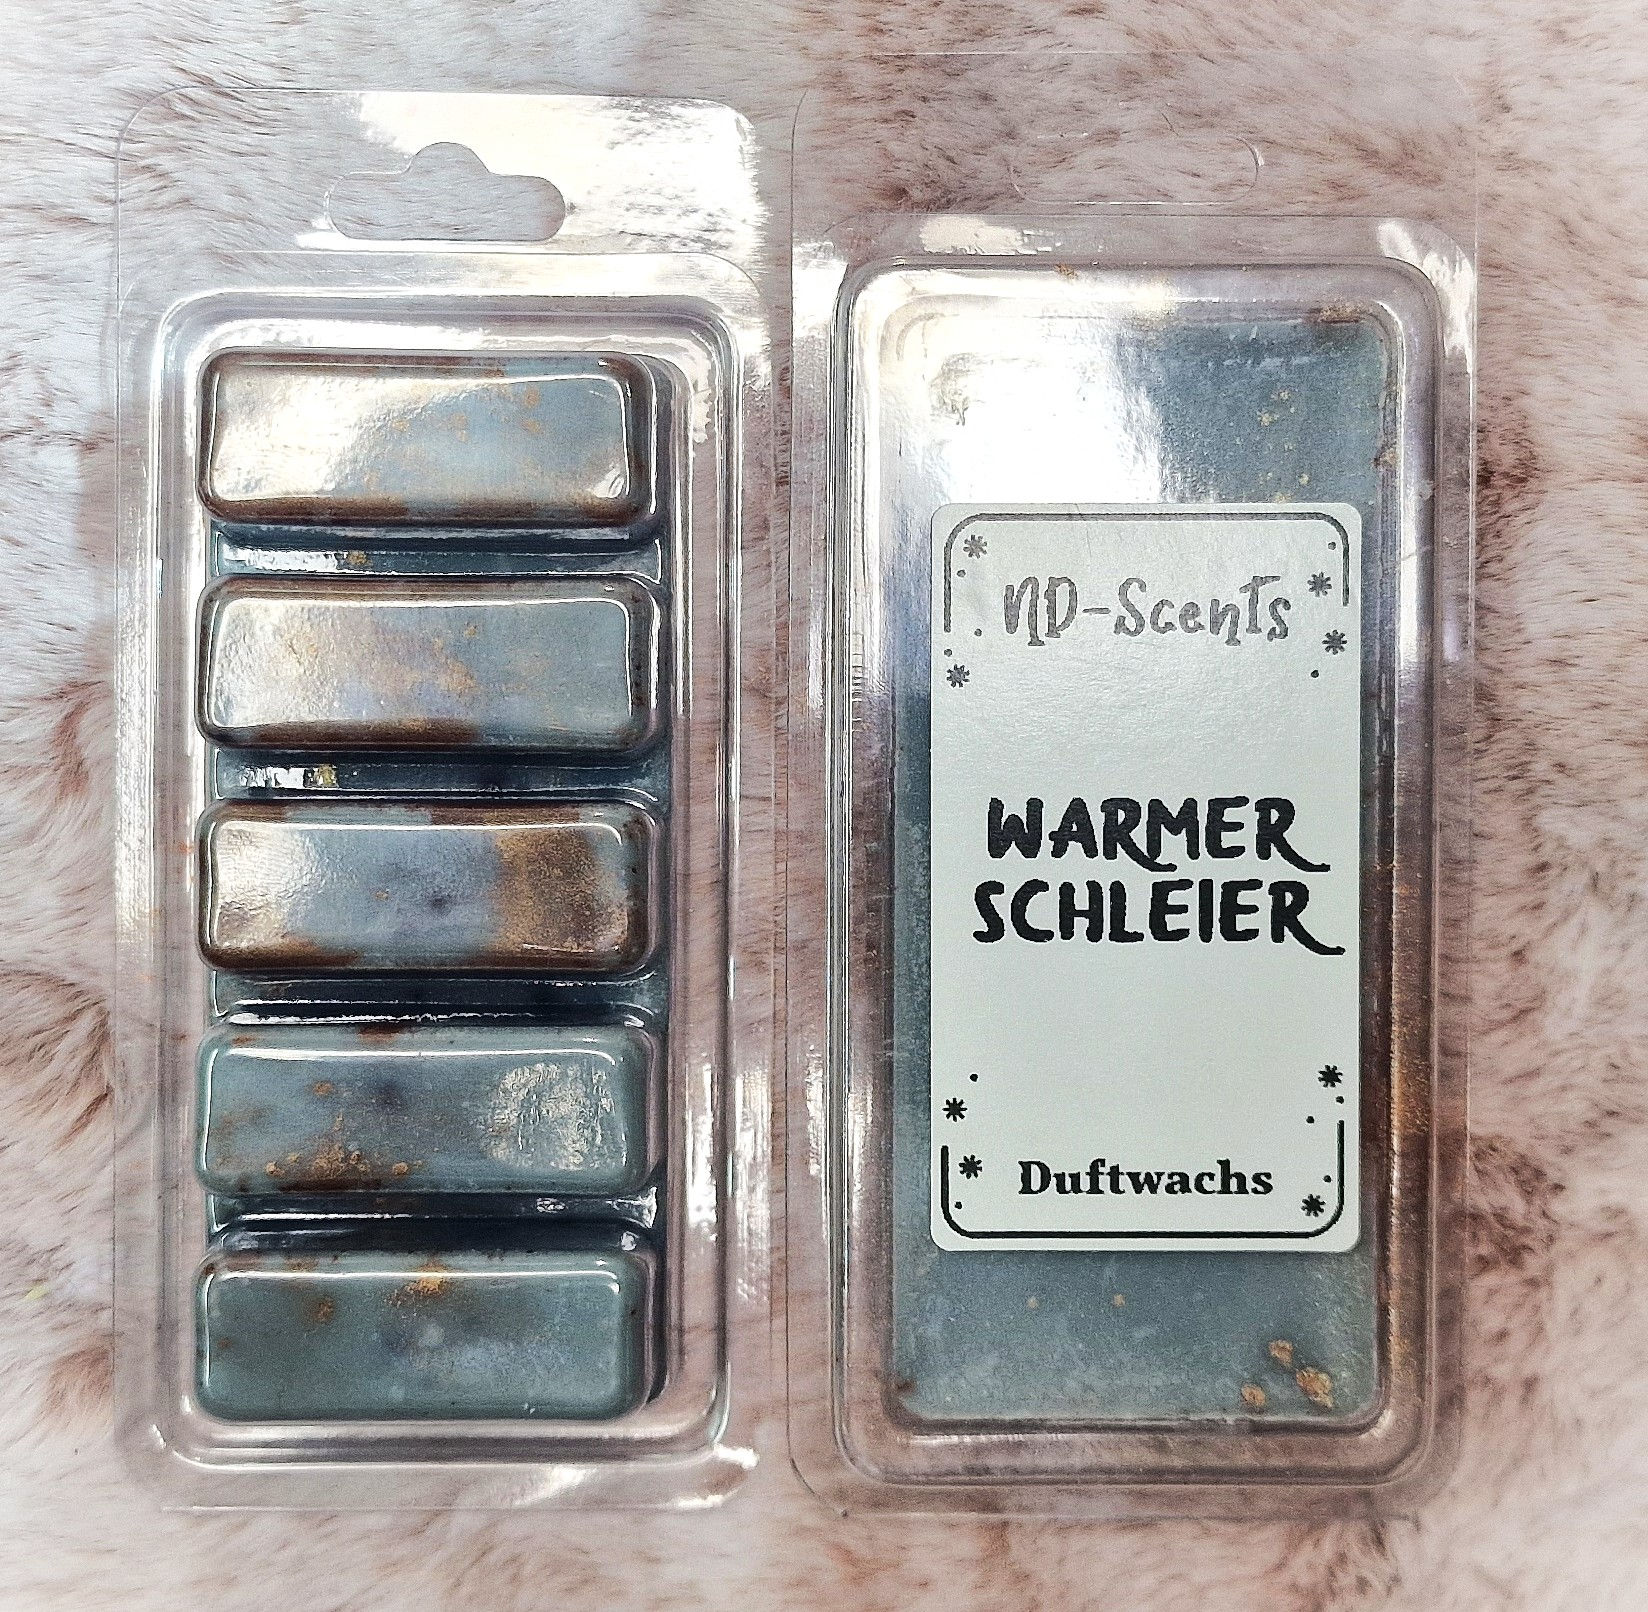 ND-Scents
WARMER
SCHLEIER
Duftwachs